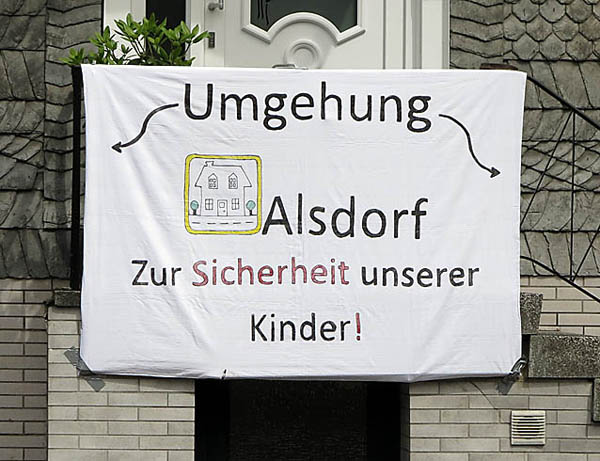 Umgehung
Alsdorf
Zur Sicherheit unserer
Kinder!